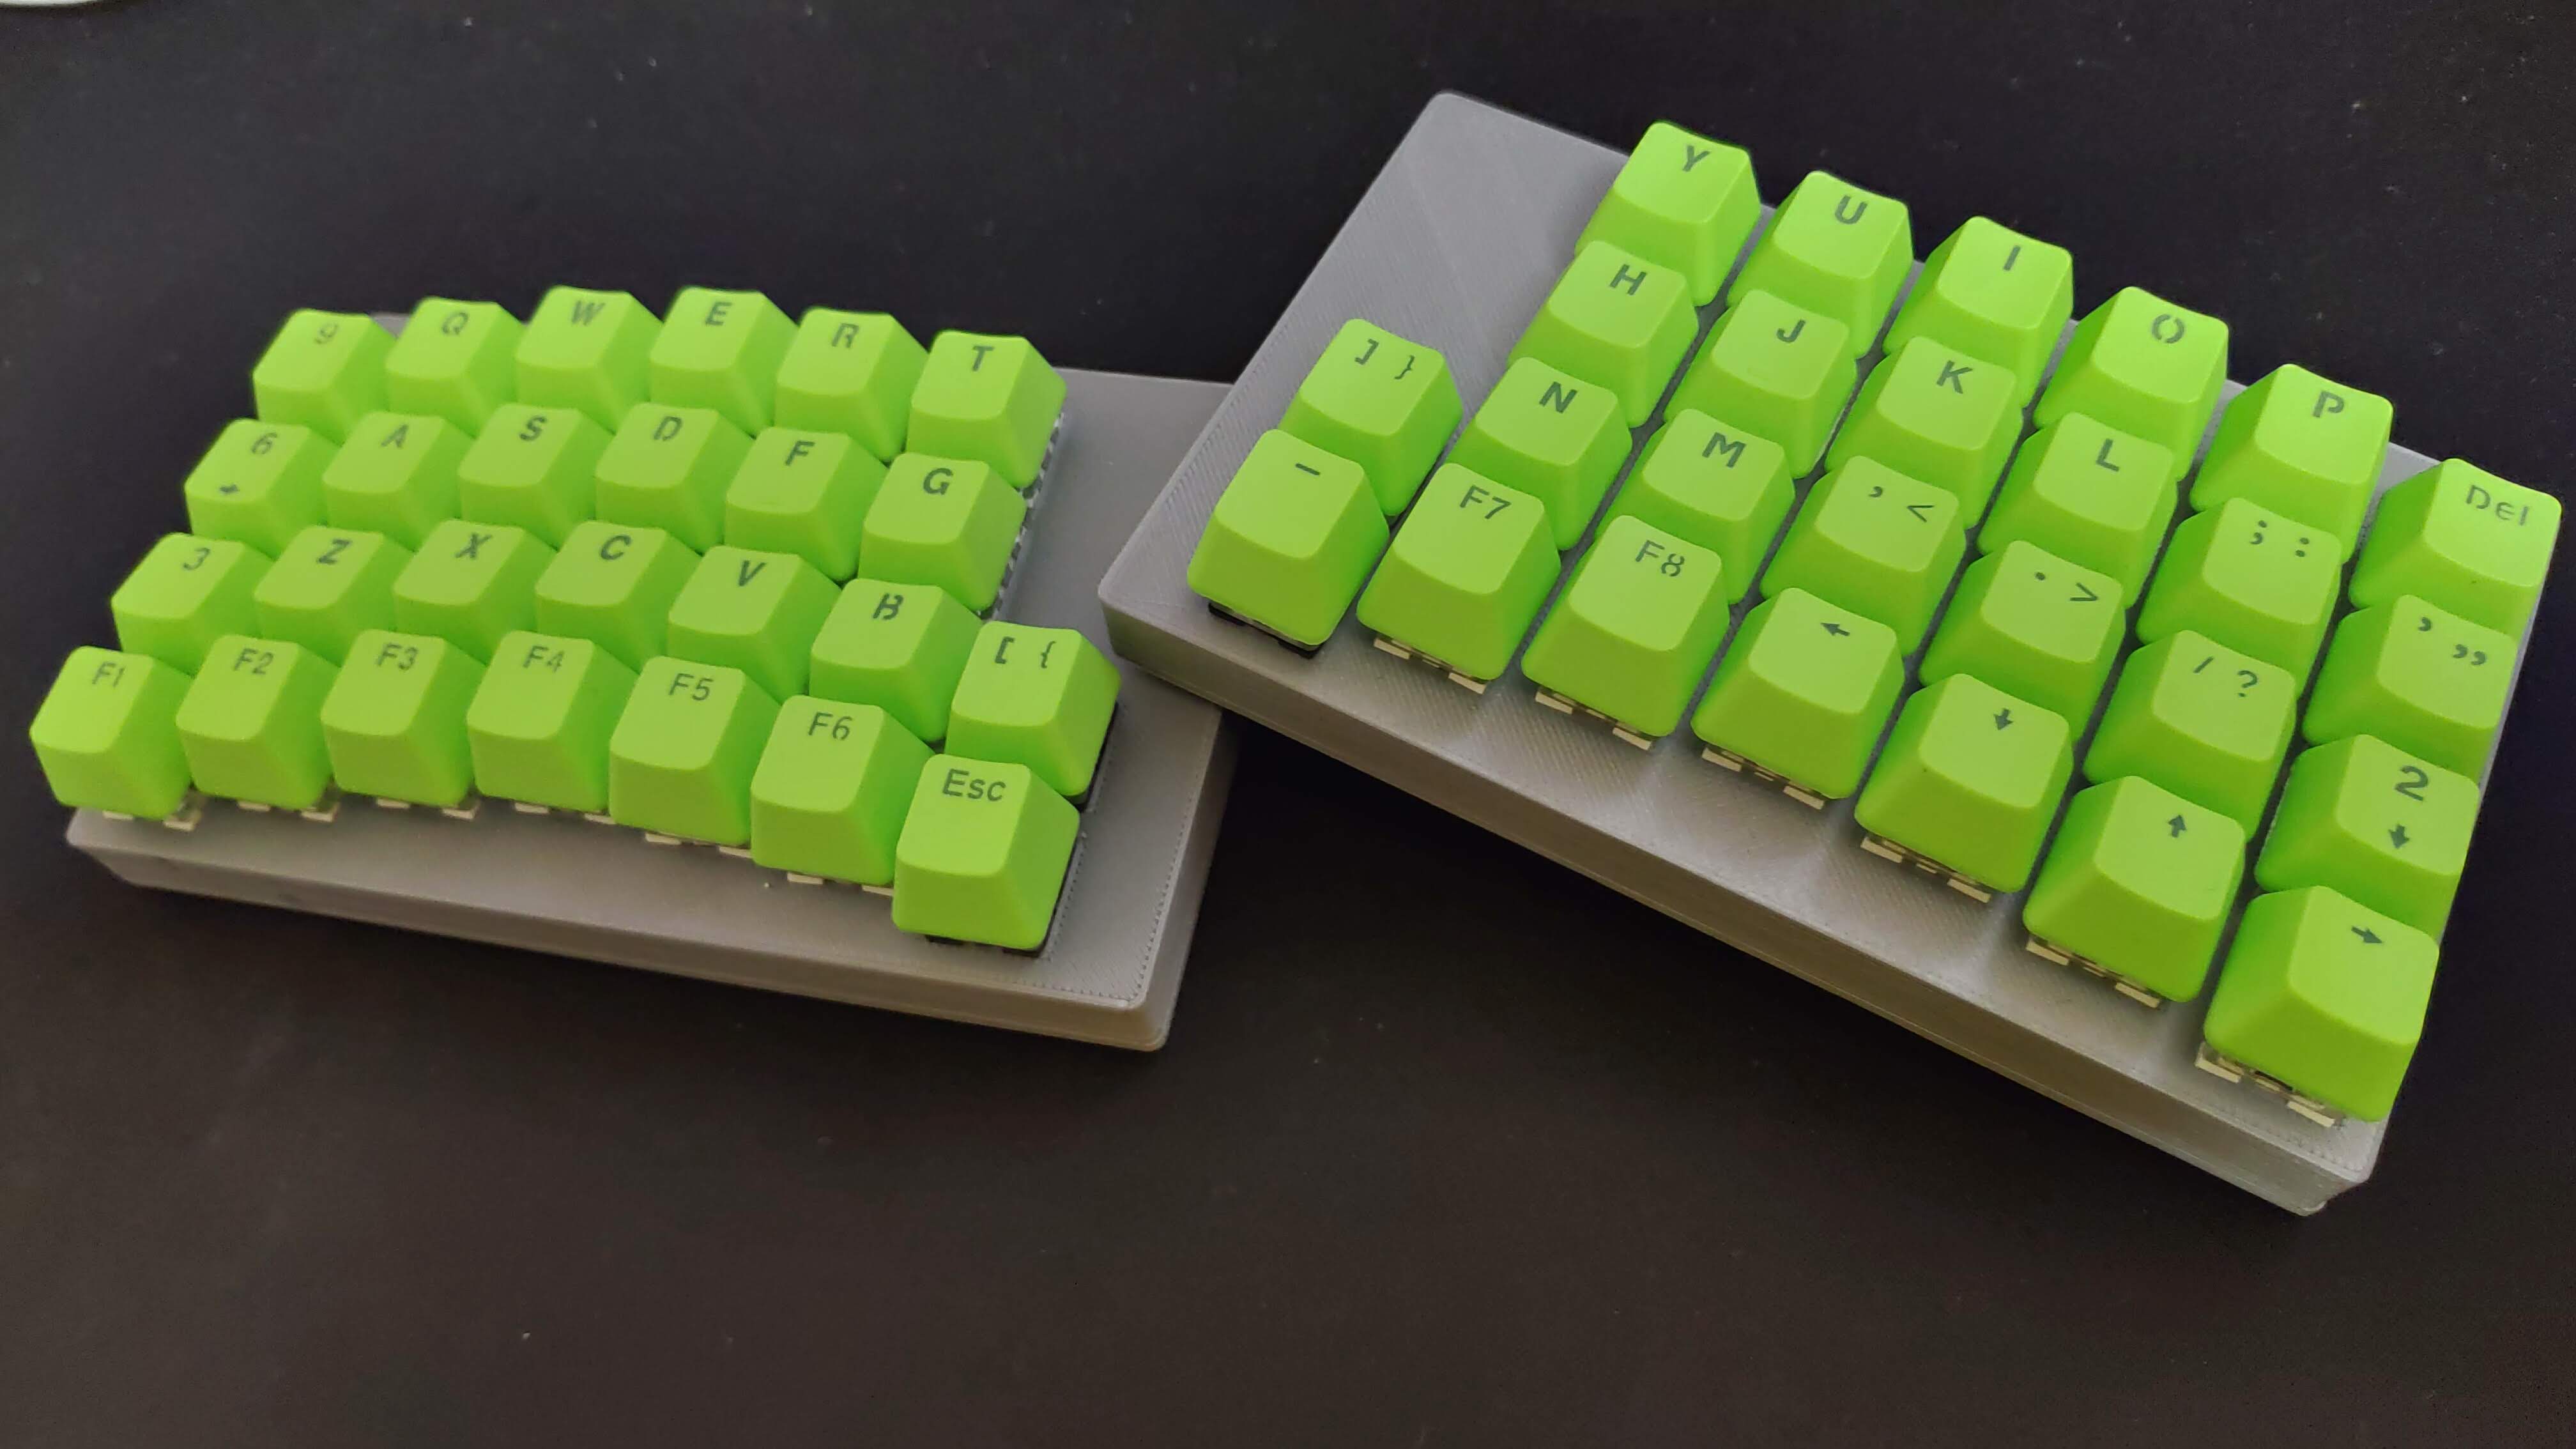 9 Q W E R T
6 → A S D F G
3 Z X C V B [ {
F1 F2 F3 F4 F5 F6 Esc
Y U I O P Del
H J K L ; : ' "
] } N M , < . > / ? 2 ↓
- F7 F8 ← ↓ ↑ →